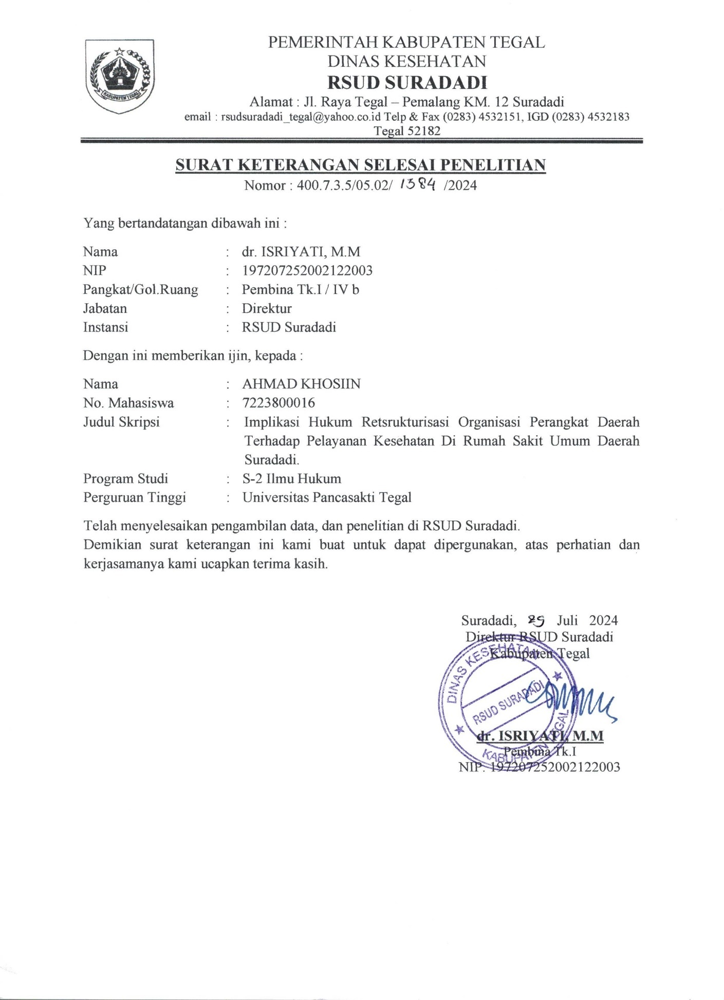 PEMERINTAH KABUPATEN TEGAL
DINAS KESEHATAN
RSUD SURADADI
Alamat : Jl. Raya Tegal – Pemalang KM. 12 Suradadi
email : rsudsuradadi_tegal@yahoo.co.id Telp & Fax (0283) 4532151, IGD (0283) 4532183
Tegal 52182
KABUPATEN TEGAL
SURAT KETERANGAN SELESAI PENELITIAN
Nomor : 400.7.3.5/05.02/ 1384 /2024
Yang bertandatangan dibawah ini :
Nama : dr. ISRIYATI, M.M
NIP : 197207252002122003
Pangkat/Gol.Ruang : Pembina Tk.I / IV b
Jabatan : Direktur
Instansi : RSUD Suradadi
Dengan ini memberikan ijin, kepada :
Nama : AHMAD KHOSIIN
No. Mahasiswa : 7223800016
Judul Skripsi : Implikasi Hukum Retsrukturisasi Organisasi Perangkat Daerah
Terhadap Pelayanan Kesehatan Di Rumah Sakit Umum Daerah
Suradadi.
Program Studi : S-2 Ilmu Hukum
Perguruan Tinggi : Universitas Pancasakti Tegal
Telah menyelesaikan pengambilan data, dan penelitian di RSUD Suradadi.
Demikian surat keterangan ini kami buat untuk dapat dipergunakan, atas perhatian dan
kerjasamanya kami ucapkan terima kasih.
Suradadi, Juli 2024
Direktur RSUD Suradadi
Kabupaten Tegal
DINAS KESEHATAN
RSUD SURADADI
KABUPATEN TEGAL
dr. ISRIYATI, M.M
Pembina Tk.I
NIP. 197207252002122003